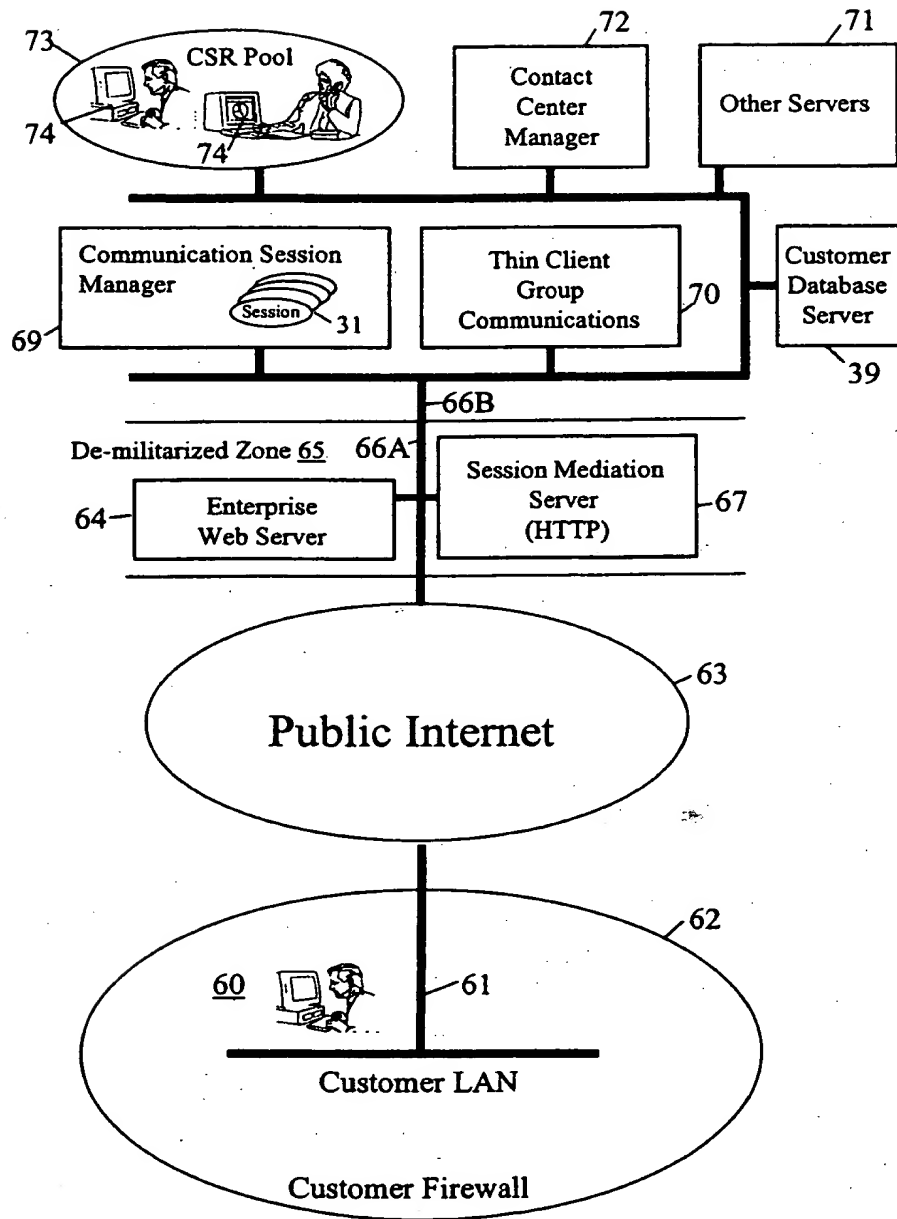 73
CSR Pool
74
74
72
Contact
Center
Manager
71
Other Servers
Communication Session
Manager
Session
31
69
Thin Client
Group
Communications
70
Customer
Database
Server
39
66B
De-militarized Zone 65
66A
64
Enterprise
Web Server
Session Mediation
Server
(HTTP)
67
63
Public Internet
62
60
61
Customer LAN
Customer Firewall